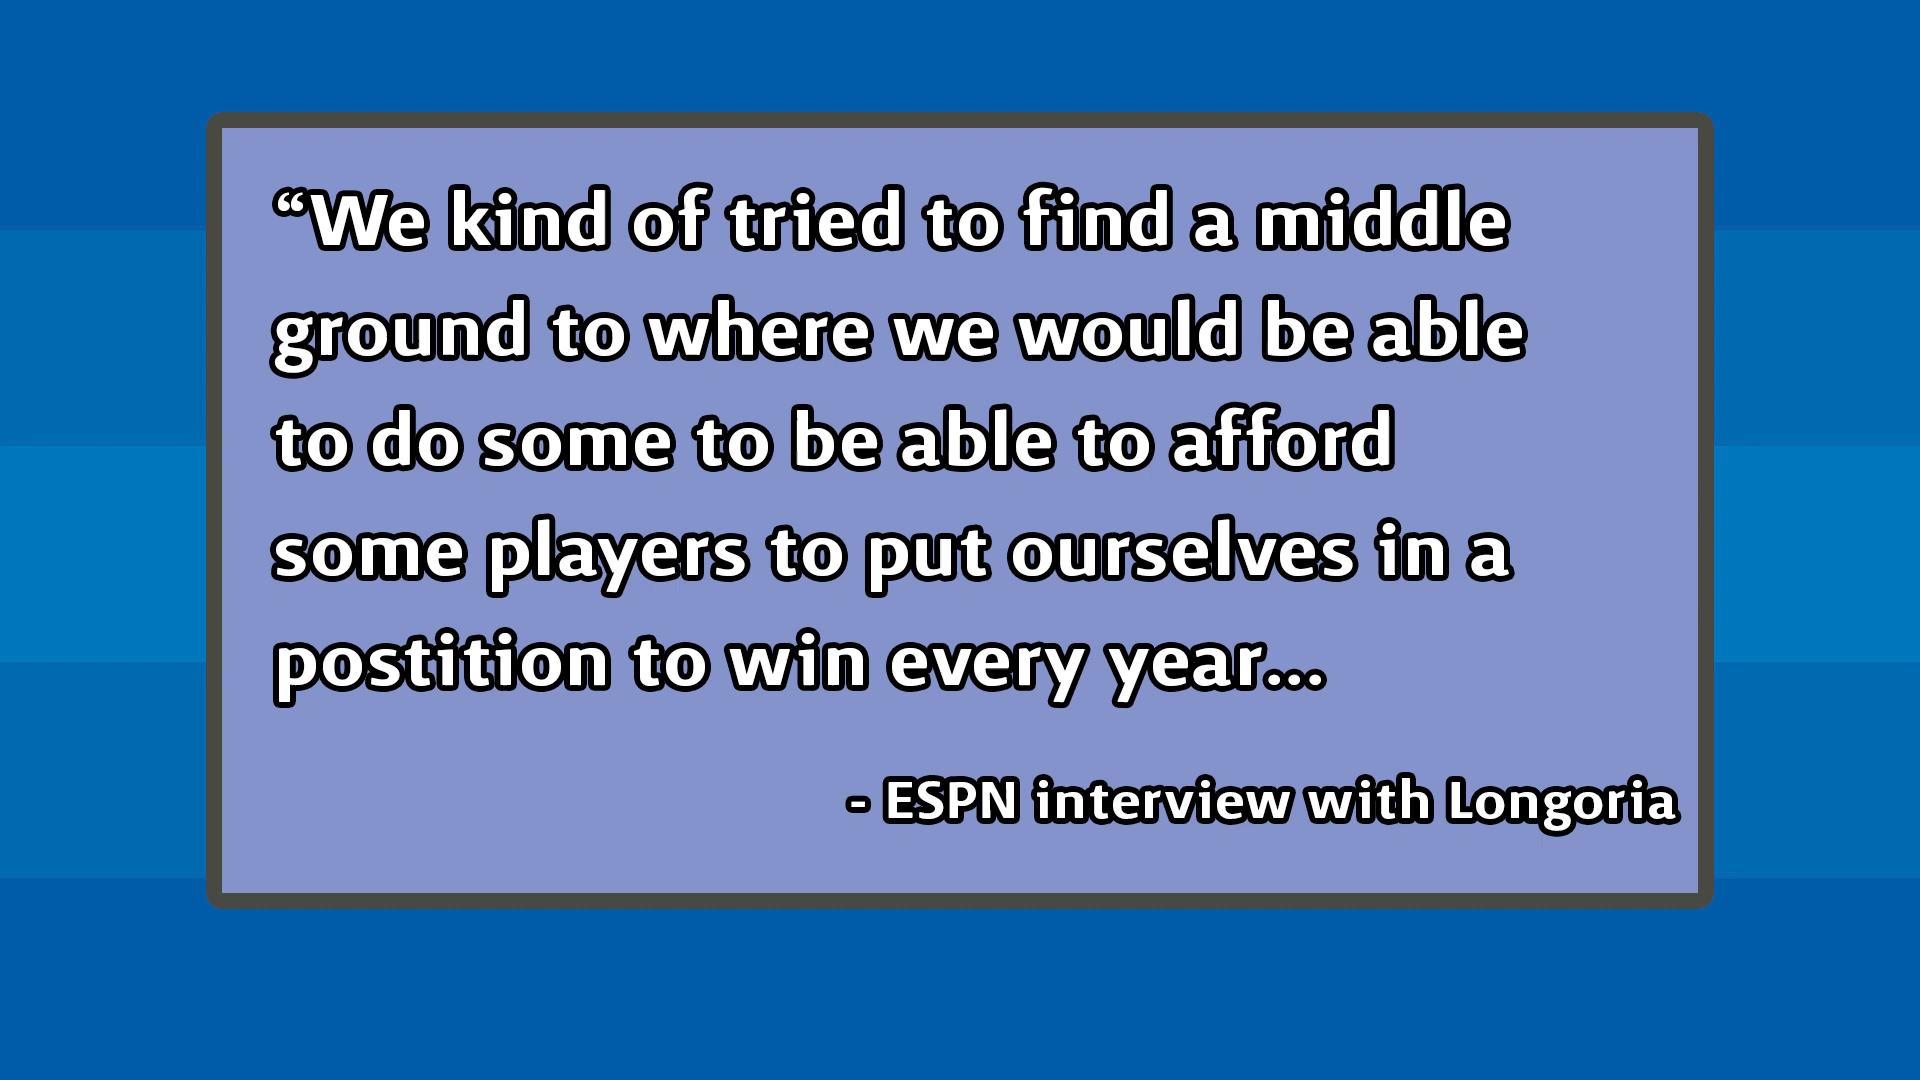 “We kind of tried to find a middle
ground to where we would be able
to do some to be able to afford
some players to put ourselves in a
postition to win every year...
- ESPN interview with Longoria